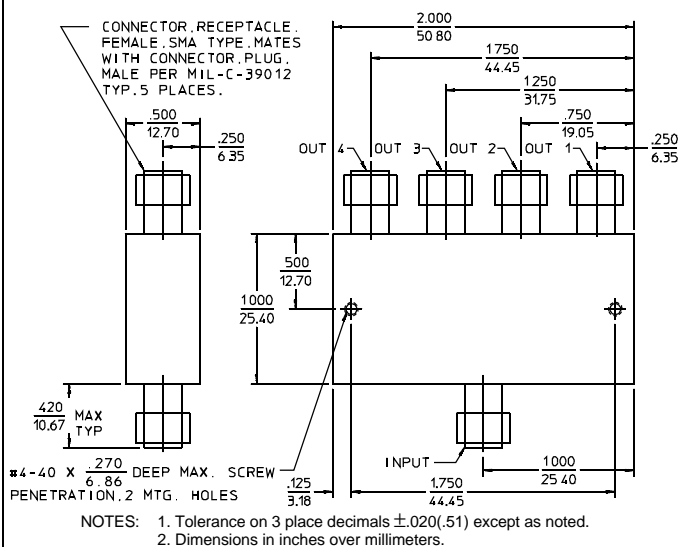 CONNECTOR,RECEPTACLE,
FEMALE,SMA TYPE,MATES
WITH CONNECTOR,PLUG,
MALE PER MIL-C-39012
TYP,5 PLACES.
2.000
50 80
1 750
44.45
1 250
31.75
.750
19.05
.250
6.35
.500
12.70
.250
6 35
OUT 4
OUT 3
OUT 2
OUT 1
500
12.70
1 000
25.40
420
10.67
MAX
TYP
INPUT
1 000
25 40
#4-40 X .270
6.86
DEEP MAX. SCREW
PENETRATION,2 MTG. HOLES
.125
3.18
1.750
44.45
NOTES: 1. Tolerance on 3 place decimals ±.020(.51) except as noted.
2. Dimensions in inches over millimeters.